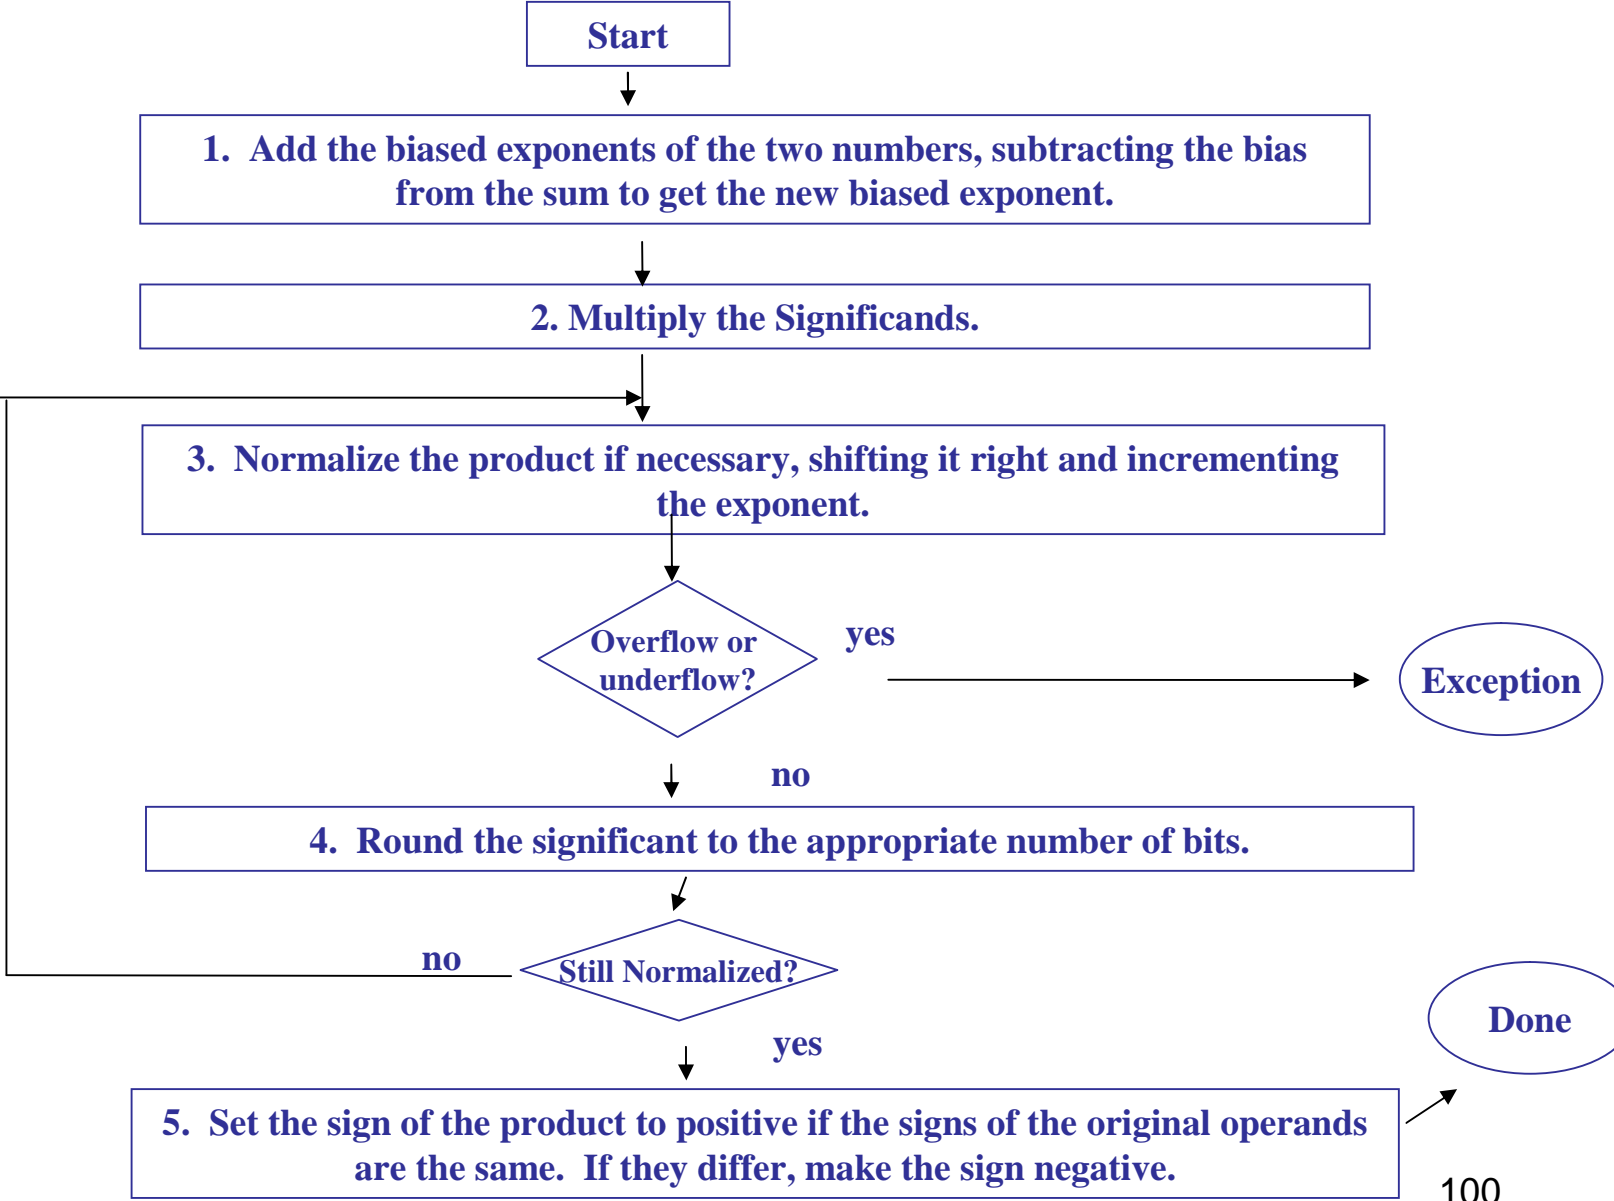 Start
1. Add the biased exponents of the two numbers, subtracting the bias
from the sum to get the new biased exponent.
2. Multiply the Significands.
3. Normalize the product if necessary, shifting it right and incrementing
the exponent.
Overflow or
underflow?
yes
Exception
no
4. Round the significant to the appropriate number of bits.
no
Still Normalized?
yes
Done
5. Set the sign of the product to positive if the signs of the original operands
are the same. If they differ, make the sign negative.
100